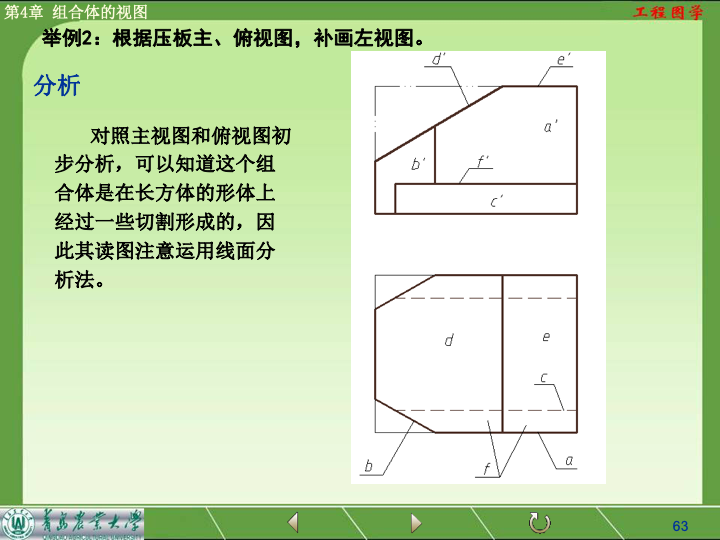 第4章 组合体的视图
工程图学
举例2：根据压板主、俯视图，补画左视图。
分析
对照主视图和俯视图初
步分析，可以知道这个组
合体是在长方体的形体上
经过一些切割形成的，因
此其读图注意运用线面分
析法。
d'
e'
a'
b'
f'
c'
d
e
c
b
f
a
青岛农业大学
63